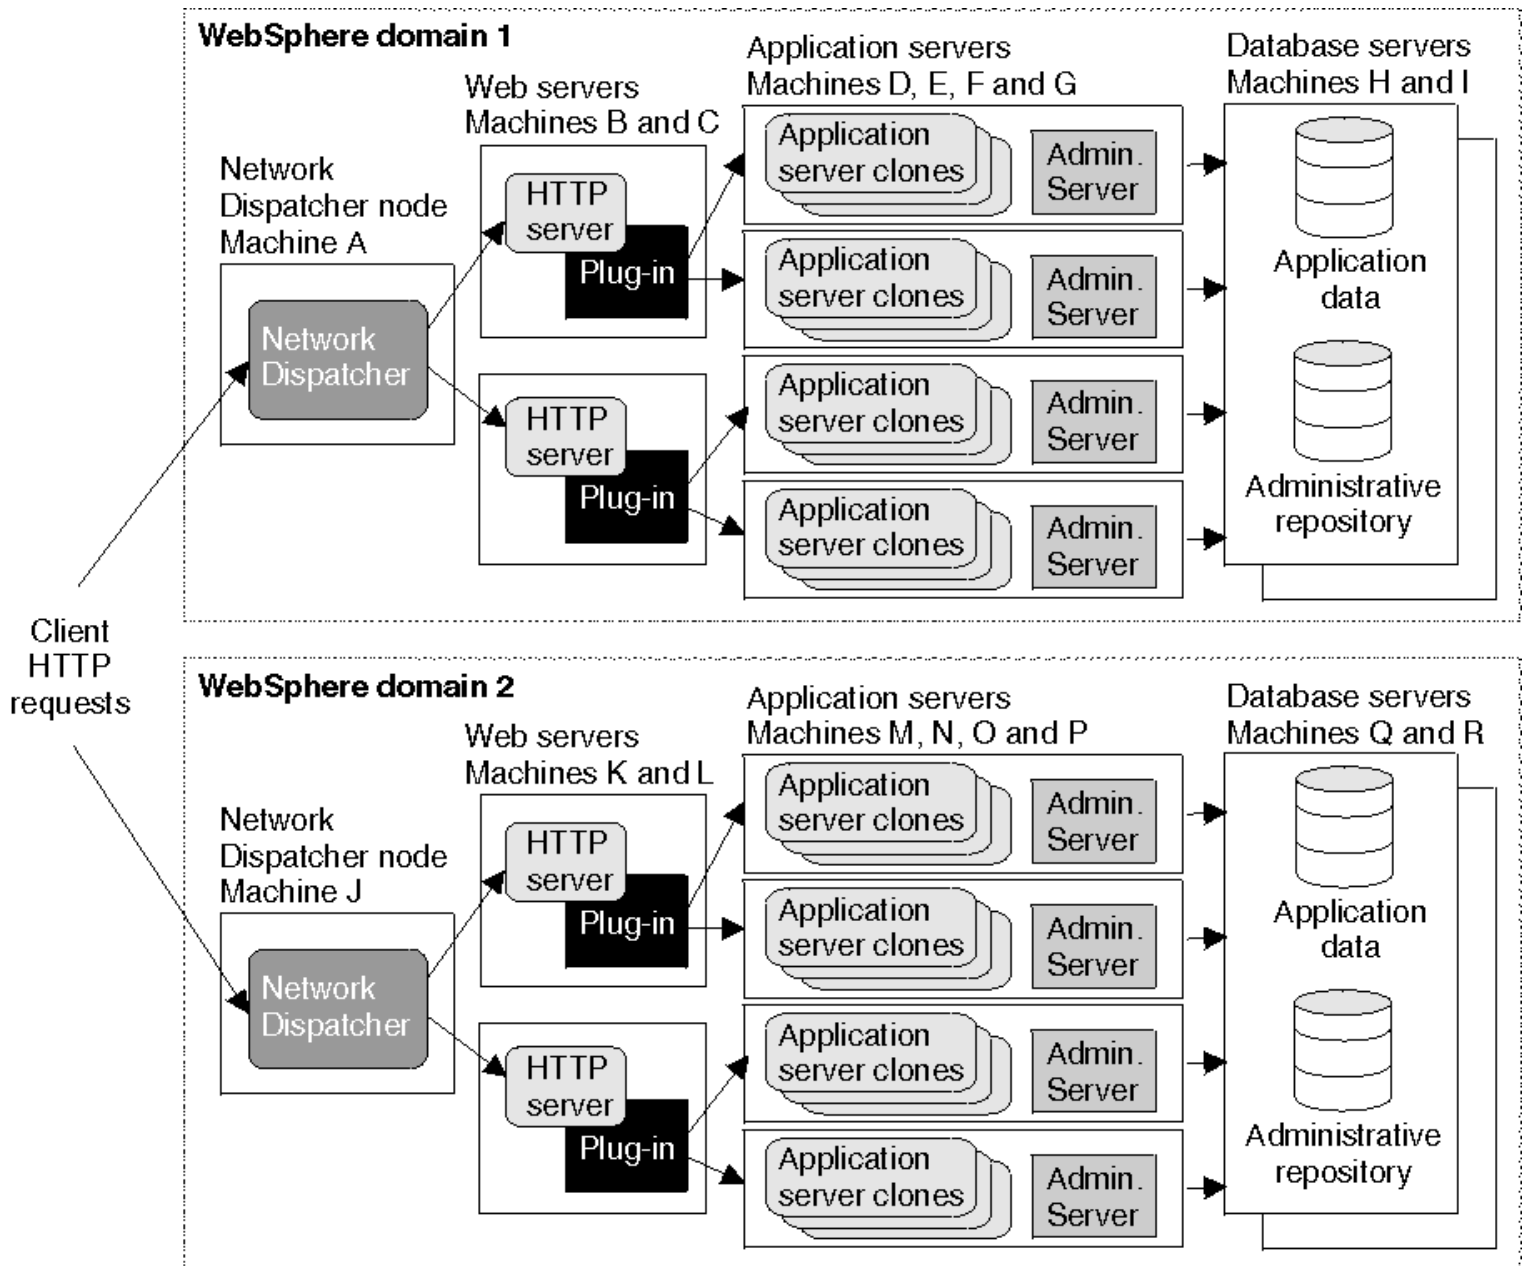 WebSphere domain 1
Application servers
Machines D, E, F and G
Database servers
Machines H and I
Web servers
Machines B and C
Network
Dispatcher node
Machine A
Network
Dispatcher
HTTP
server
Plug-in
HTTP
server
Plug-in
Application
server clones
Admin.
Server
Application
server clones
Admin.
Server
Application
server clones
Admin.
Server
Application
server clones
Admin.
Server
Application
data
Administrative
repository
Client
HTTP
requests
WebSphere domain 2
Application servers
Machines M, N, O and P
Database servers
Machines Q and R
Web servers
Machines K and L
Network
Dispatcher node
Machine J
Network
Dispatcher
HTTP
server
Plug-in
HTTP
server
Plug-in
Application
server clones
Admin.
Server
Application
server clones
Admin.
Server
Application
server clones
Admin.
Server
Application
server clones
Admin.
Server
Application
data
Administrative
repository